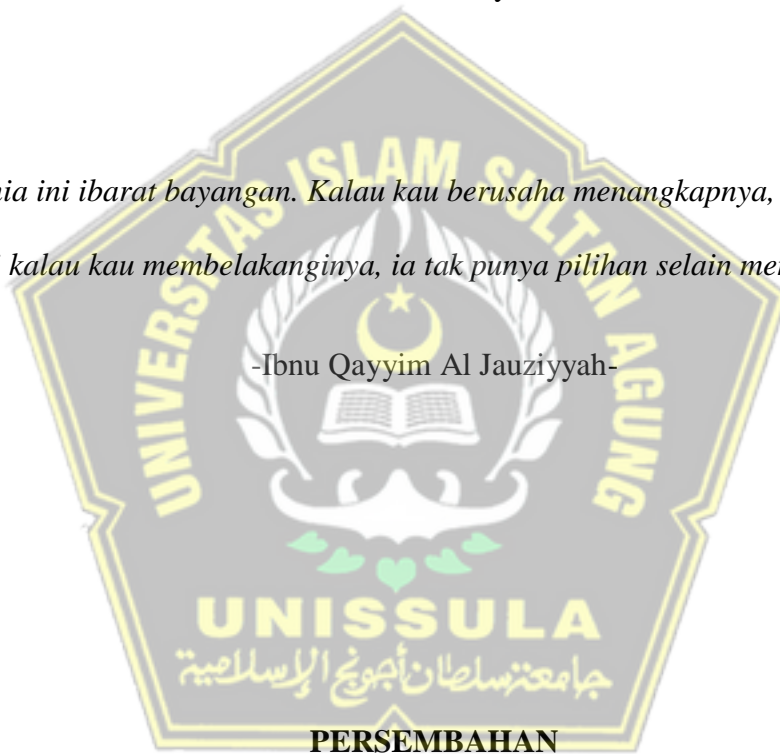 nia ini ibarat bayangan. Kalau kau berusaha menangkapnya,
kalau kau membelakanginya, ia tak punya pilihan selain me
-Ibnu Qayyim Al Jauziyyah-
UNIVERSITAS ISLAM SULTAN AGUNG
UNISSULA
جامعة سلطان أجونج الإسلامية
PERSEMBAHAN